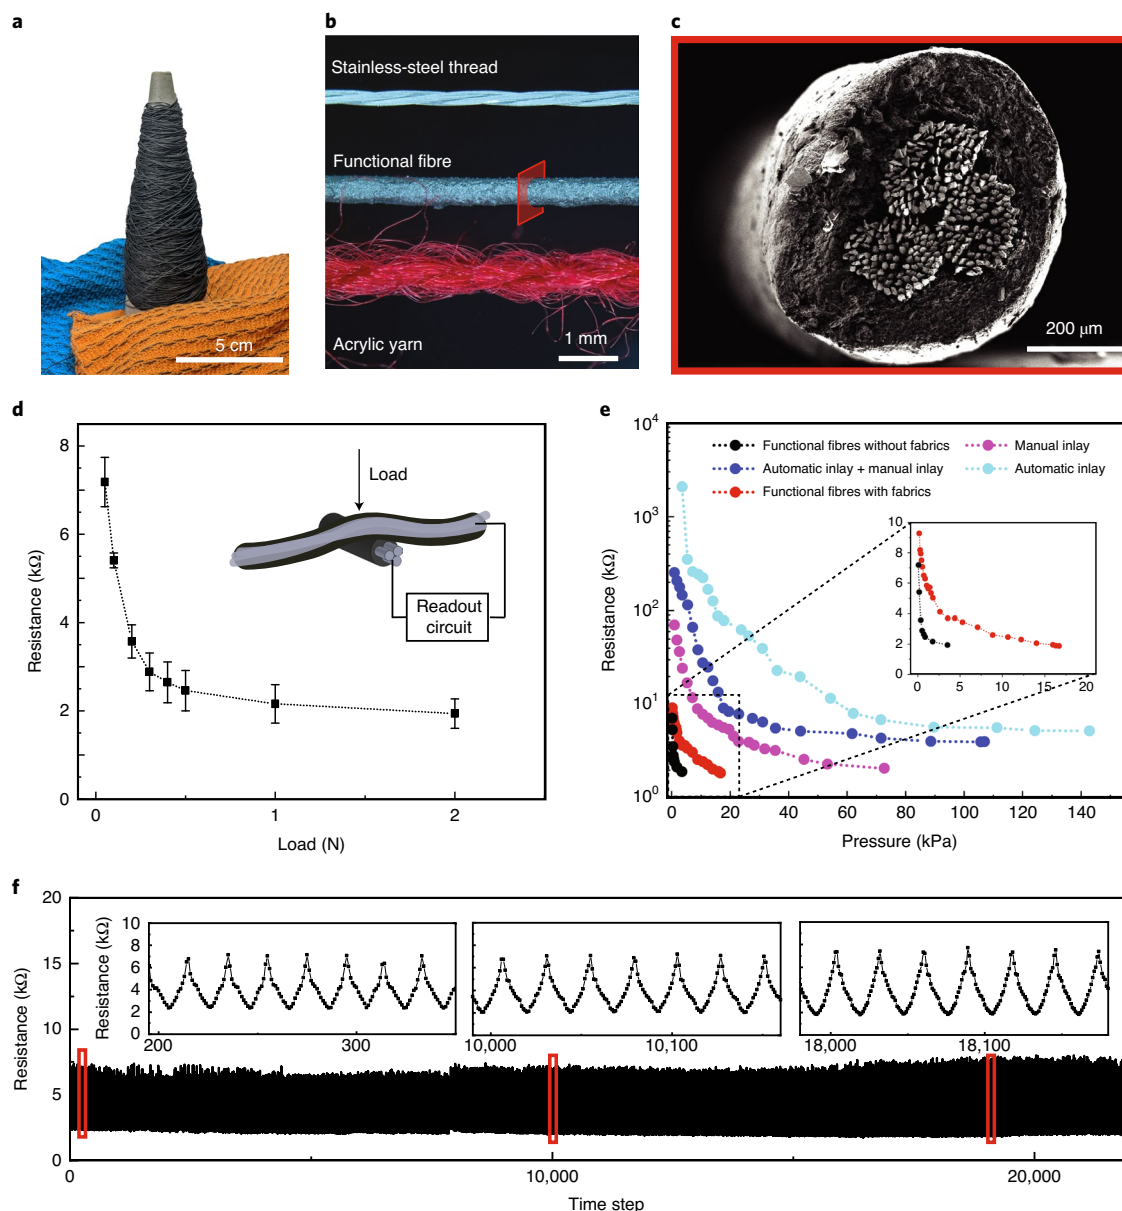 a
5 cm
b
Stainless-steel thread
Functional fibre
Acrylic yarn
1 mm
c
200 μm
d
Resistance (kΩ)
8
6
4
2
0
0
1
2
Load (N)
Load
Readout
circuit
e
Resistance (kΩ)
10⁴
10³
10²
10¹
10⁰
0
20
40
60
80
100
120
140
Pressure (kPa)
Functional fibres without fabrics
Manual inlay
Automatic inlay + manual inlay
Automatic inlay
Functional fibres with fabrics
10
8
6
4
2
0
0
5
10
15
20
f
Resistance (kΩ)
20
15
10
5
0
0
10,000
20,000
Time step
Resistance (kΩ)
10
8
6
4
2
0
200
300
10,000
10,100
18,000
18,100